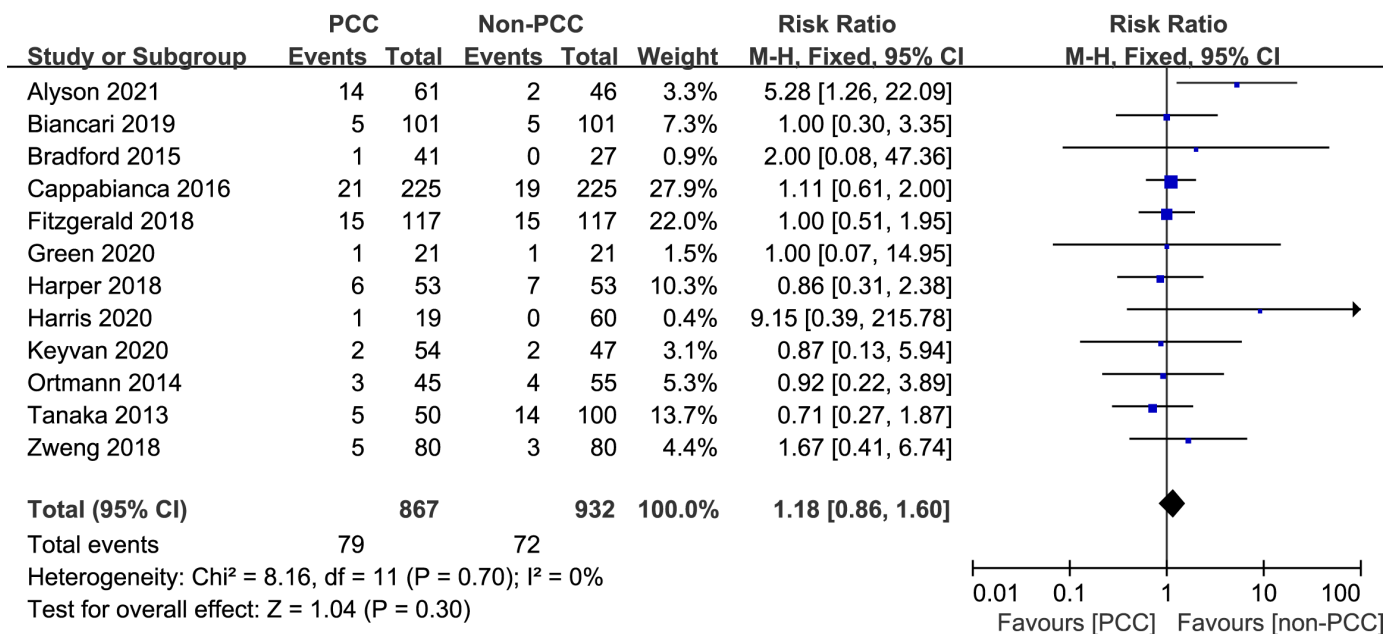 PCC Non-PCC Risk Ratio Risk Ratio
Study or Subgroup Events Total Events Total Weight M-H, Fixed, 95% CI M-H, Fixed, 95% CI
Alyson 2021 14 61 2 46 3.3% 5.28 [1.26, 22.09]
Biancari 2019 5 101 5 101 7.3% 1.00 [0.30, 3.35]
Bradford 2015 1 41 0 27 0.9% 2.00 [0.08, 47.36]
Cappabianca 2016 21 225 19 225 27.9% 1.11 [0.61, 2.00]
Fitzgerald 2018 15 117 15 117 22.0% 1.00 [0.51, 1.95]
Green 2020 1 21 1 21 1.5% 1.00 [0.07, 14.95]
Harper 2018 6 53 7 53 10.3% 0.86 [0.31, 2.38]
Harris 2020 1 19 0 60 0.4% 9.15 [0.39, 215.78]
Keyvan 2020 2 54 2 47 3.1% 0.87 [0.13, 5.94]
Ortmann 2014 3 45 4 55 5.3% 0.92 [0.22, 3.89]
Tanaka 2013 5 50 14 100 13.7% 0.71 [0.27, 1.87]
Zweng 2018 5 80 3 80 4.4% 1.67 [0.41, 6.74]
Total (95% CI) 867 932 100.0% 1.18 [0.86, 1.60]
Total events 79 72
Heterogeneity: Chi² = 8.16, df = 11 (P = 0.70); I² = 0%
Test for overall effect: Z = 1.04 (P = 0.30)
0.01 0.1 1 10 100
Favours [PCC] Favours [non-PCC]